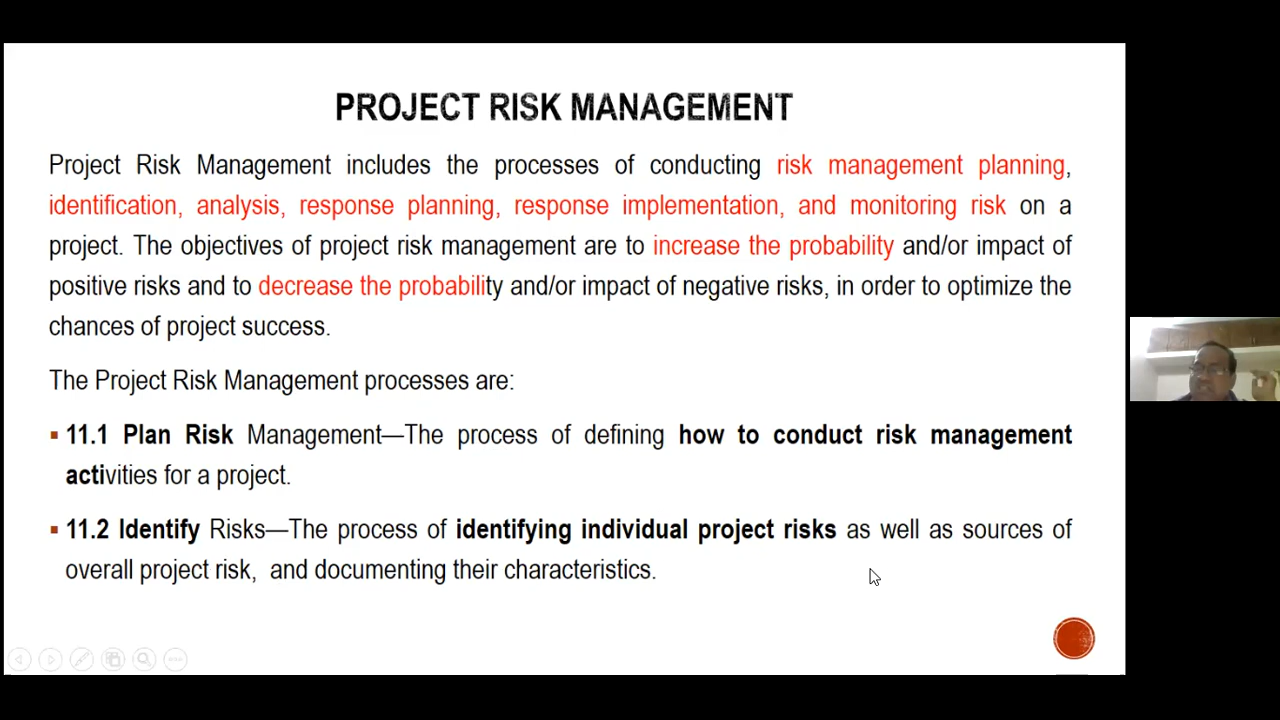 PROJECT RISK MANAGEMENT
Project Risk Management includes the processes of conducting risk management planning,
identification, analysis, response planning, response implementation, and monitoring risk on a
project. The objectives of project risk management are to increase the probability and/or impact of
positive risks and to decrease the probability and/or impact of negative risks, in order to optimize the
chances of project success.
The Project Risk Management processes are:
▪ 11.1 Plan Risk Management—The process of defining how to conduct risk management
activities for a project.
▪ 11.2 Identify Risks—The process of identifying individual project risks as well as sources of
overall project risk, and documenting their characteristics.